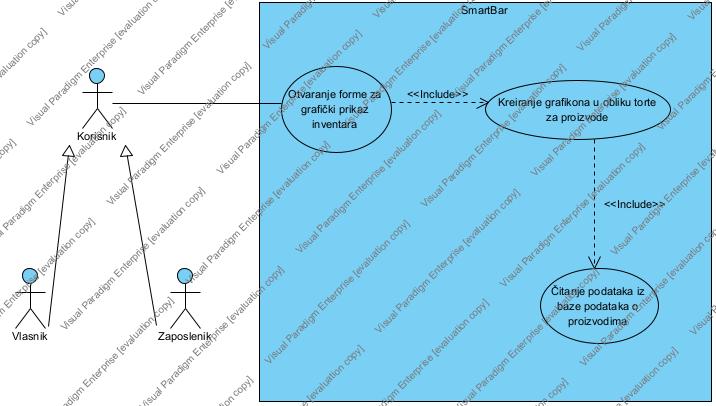 SmartBar
Korisnik
Otvaranje forme za
grafički prikaz
inventara
<<Include>>
Kreiranje grafikona u obliku torte
za proizvode
<<Include>>
Vlasnik
Zaposlenik
Čitanje podataka iz
baze podataka o
proizvodima
Visual Paradigm Enterprise [evaluation copy]